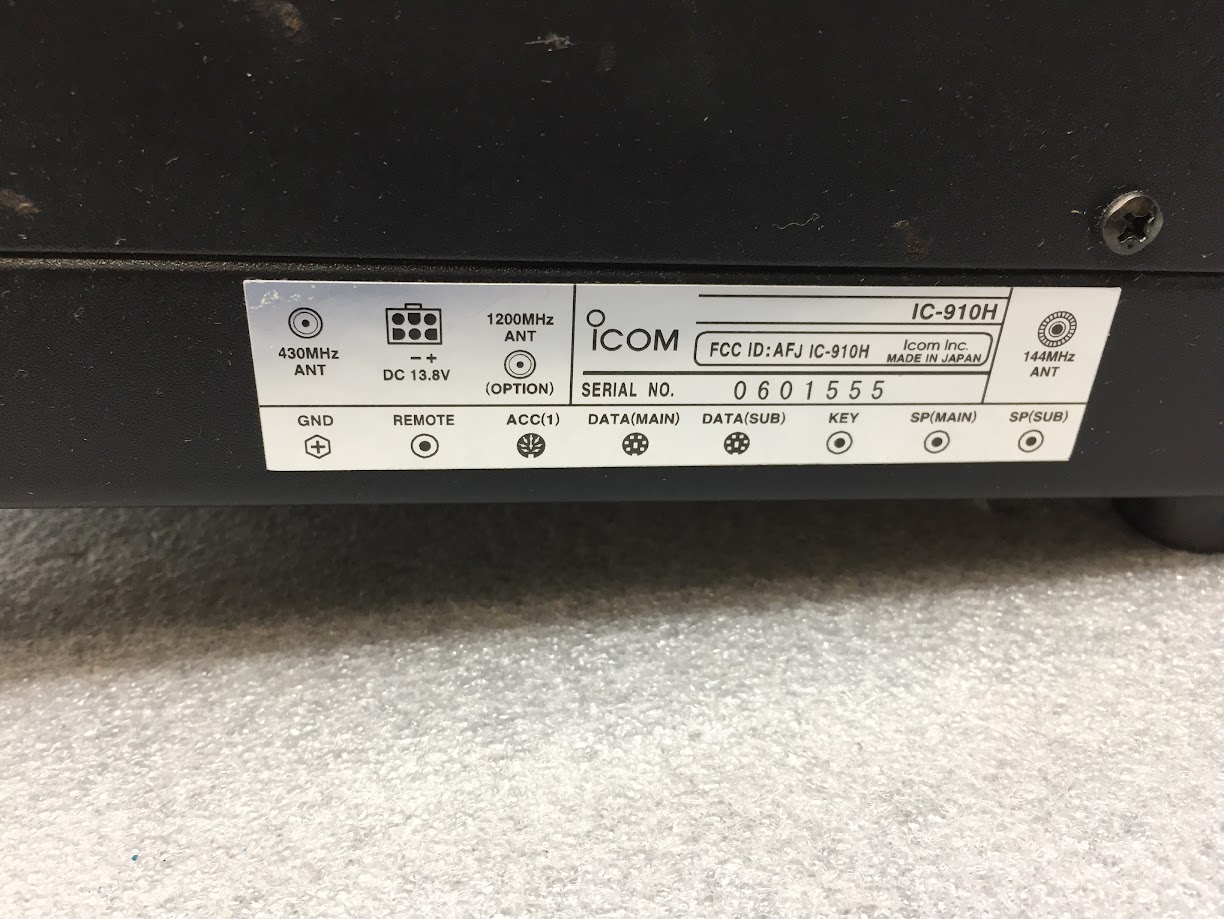 430MHz
ANT
− +
DC 13.8V
1200MHz
ANT
(OPTION)
ICOM
IC-910H
FCC ID:AFJ IC-910H
Icom Inc.
MADE IN JAPAN
SERIAL NO. 0601555
144MHz
ANT
GND REMOTE ACC(1) DATA(MAIN) DATA(SUB) KEY SP(MAIN) SP(SUB)